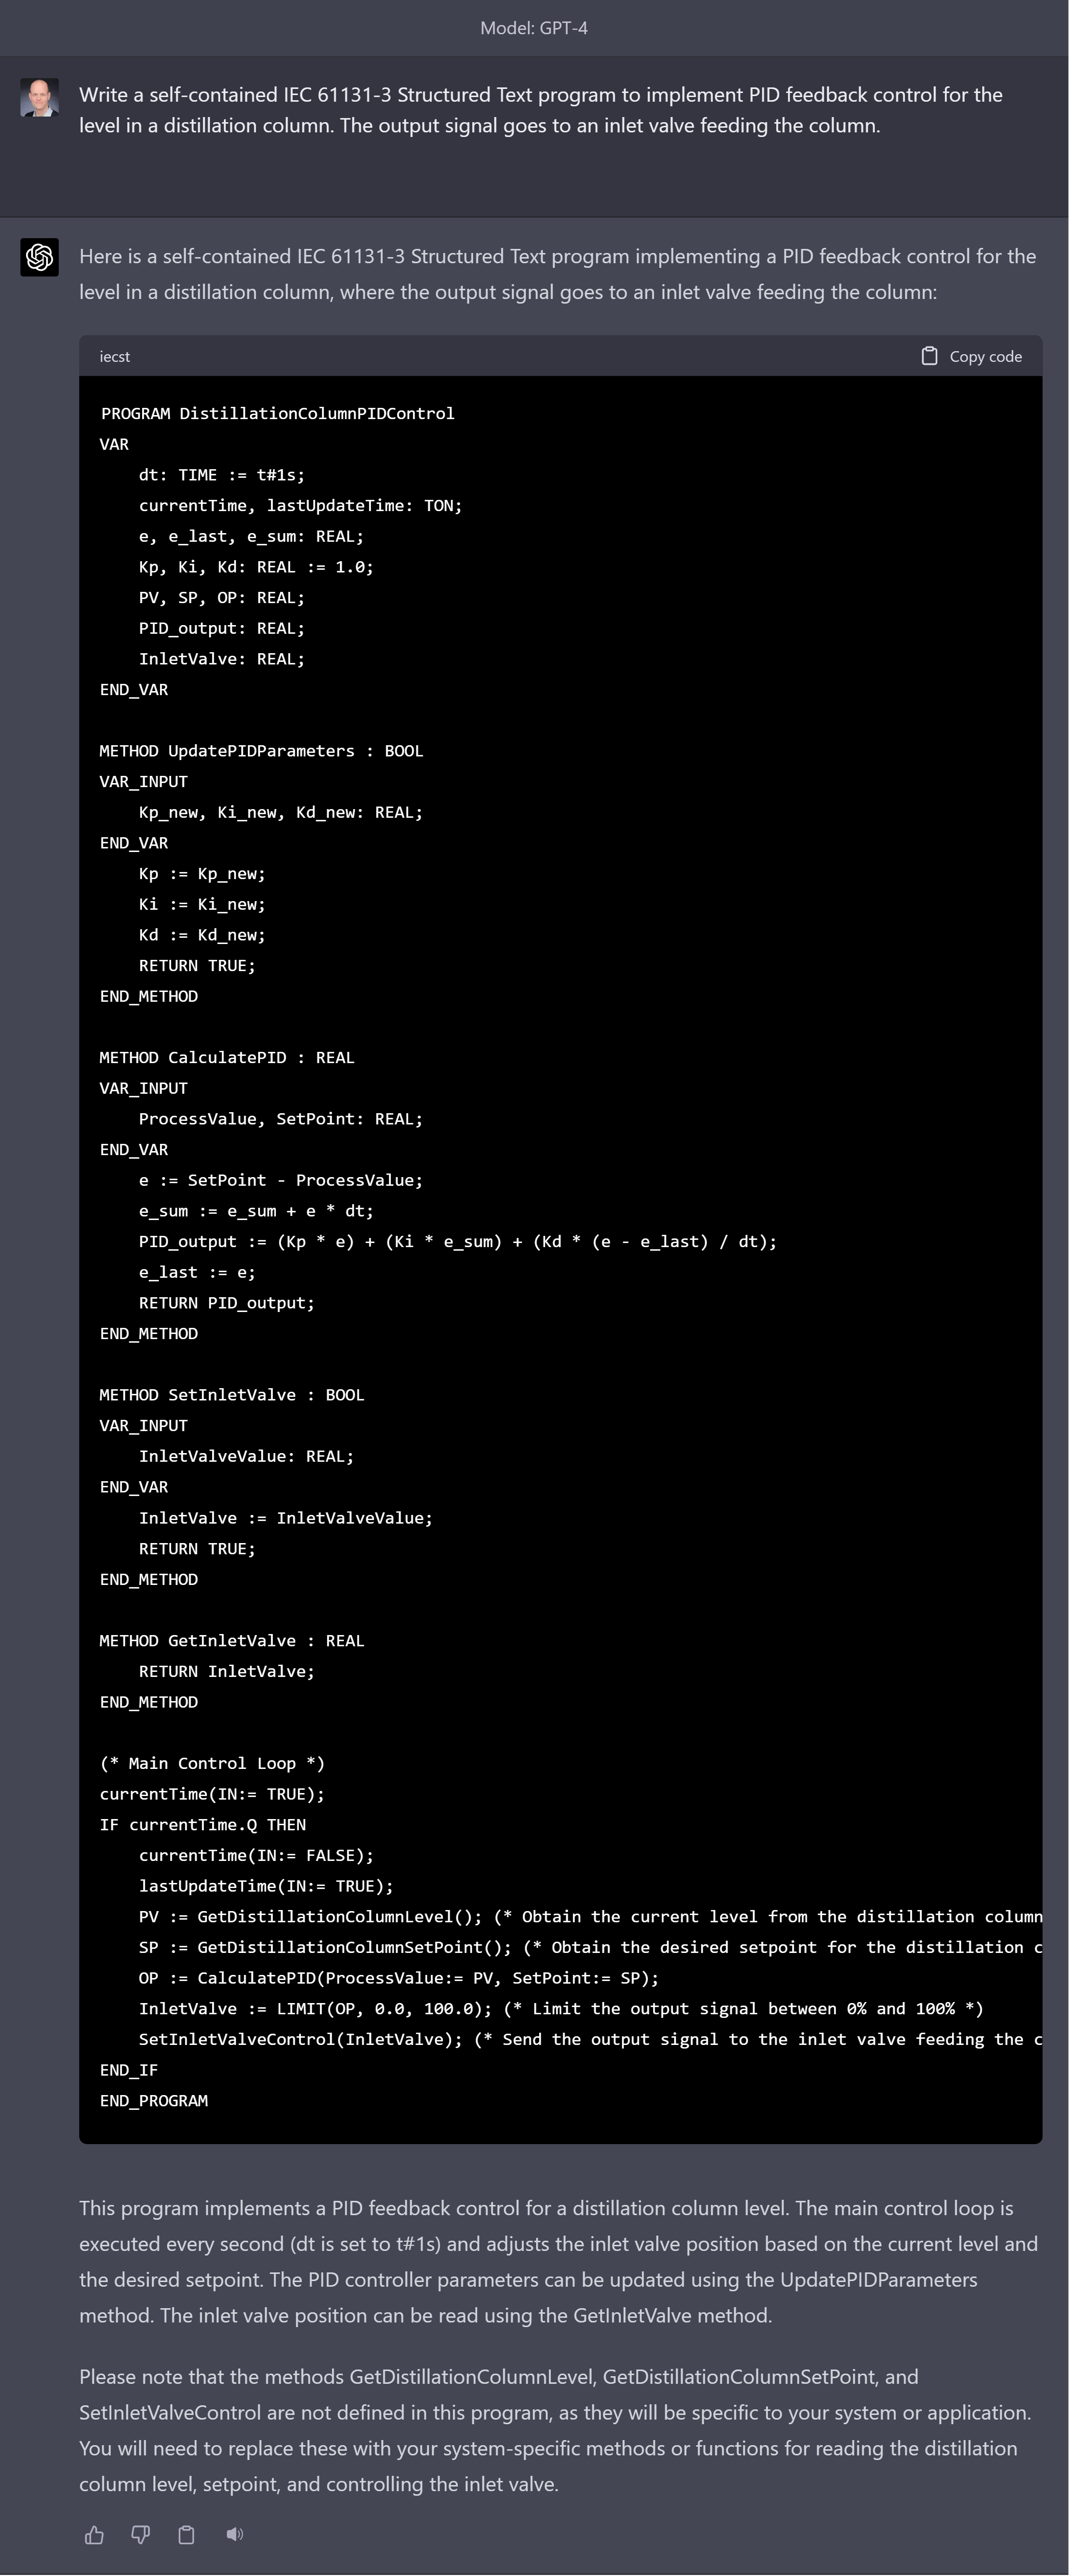 Model: GPT-4
Write a self-contained IEC 61131-3 Structured Text program to implement PID feedback control for the
level in a distillation column. The output signal goes to an inlet valve feeding the column.
Here is a self-contained IEC 61131-3 Structured Text program implementing a PID feedback control for the
level in a distillation column, where the output signal goes to an inlet valve feeding the column:
iecst
Copy code
PROGRAM DistillationColumnPIDControl
VAR
    dt: TIME := t#1s;
    currentTime, lastUpdateTime: TON;
    e, e_last, e_sum: REAL;
    Kp, Ki, Kd: REAL := 1.0;
    PV, SP, OP: REAL;
    PID_output: REAL;
    InletValve: REAL;
END_VAR
METHOD UpdatePIDParameters : BOOL
VAR_INPUT
    Kp_new, Ki_new, Kd_new: REAL;
END_VAR
    Kp := Kp_new;
    Ki := Ki_new;
    Kd := Kd_new;
    RETURN TRUE;
END_METHOD
METHOD CalculatePID : REAL
VAR_INPUT
    ProcessValue, SetPoint: REAL;
END_VAR
    e := SetPoint - ProcessValue;
    e_sum := e_sum + e * dt;
    PID_output := (Kp * e) + (Ki * e_sum) + (Kd * (e - e_last) / dt);
    e_last := e;
    RETURN PID_output;
END_METHOD
METHOD SetInletValve : BOOL
VAR_INPUT
    InletValveValue: REAL;
END_VAR
    InletValve := InletValveValue;
    RETURN TRUE;
END_METHOD
METHOD GetInletValve : REAL
    RETURN InletValve;
END_METHOD
(* Main Control Loop *)
currentTime(IN:= TRUE);
IF currentTime.Q THEN
    currentTime(IN:= FALSE);
    lastUpdateTime(IN:= TRUE);
    PV := GetDistillationColumnLevel(); (* Obtain the current level from the distillation column
    SP := GetDistillationColumnSetPoint(); (* Obtain the desired setpoint for the distillation c
    OP := CalculatePID(ProcessValue:= PV, SetPoint:= SP);
    InletValve := LIMIT(OP, 0.0, 100.0); (* Limit the output signal between 0% and 100% *)
    SetInletValveControl(InletValve); (* Send the output signal to the inlet valve feeding the c
END_IF
END_PROGRAM
This program implements a PID feedback control for a distillation column level. The main control loop is
executed every second (dt is set to t#1s) and adjusts the inlet valve position based on the current level and
the desired setpoint. The PID controller parameters can be updated using the UpdatePIDParameters
method. The inlet valve position can be read using the GetInletValve method.
Please note that the methods GetDistillationColumnLevel, GetDistillationColumnSetPoint, and
SetInletValveControl are not defined in this program, as they will be specific to your system or application.
You will need to replace these with your system-specific methods or functions for reading the distillation
column level, setpoint, and controlling the inlet valve.